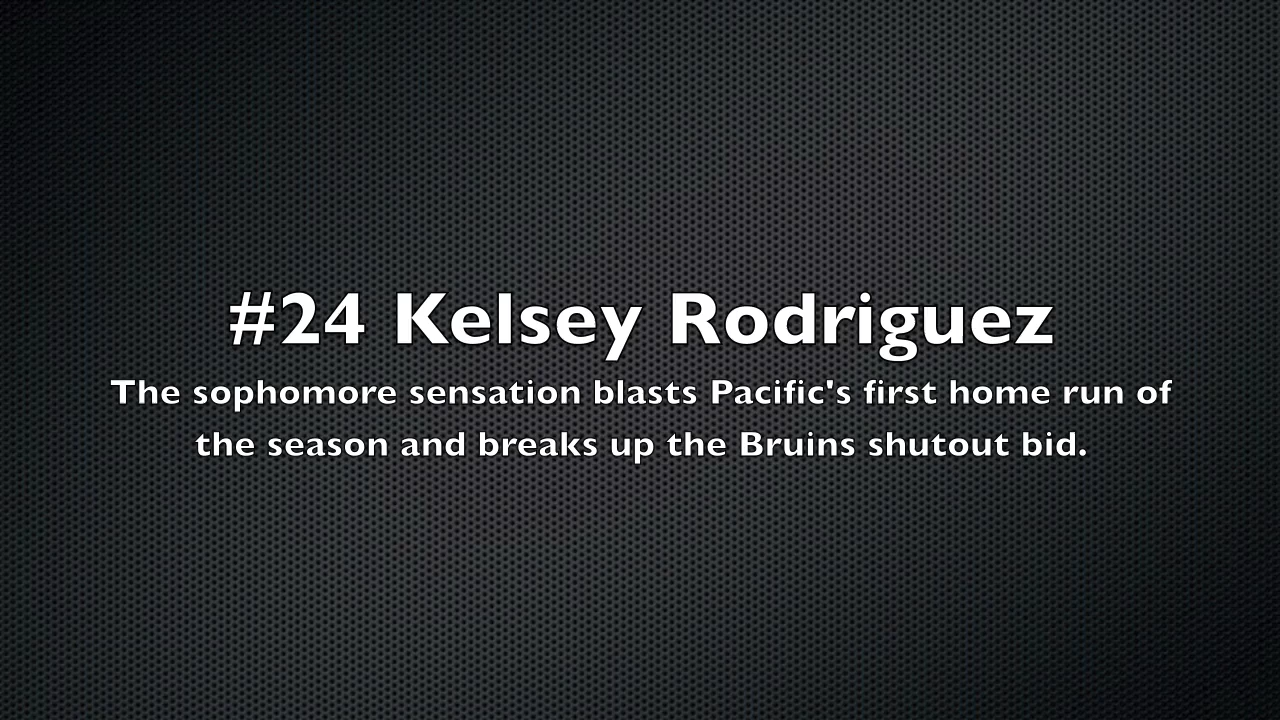 #24 Kelsey Rodriguez
The sophomore sensation blasts Pacific's first home run of
the season and breaks up the Bruins shutout bid.